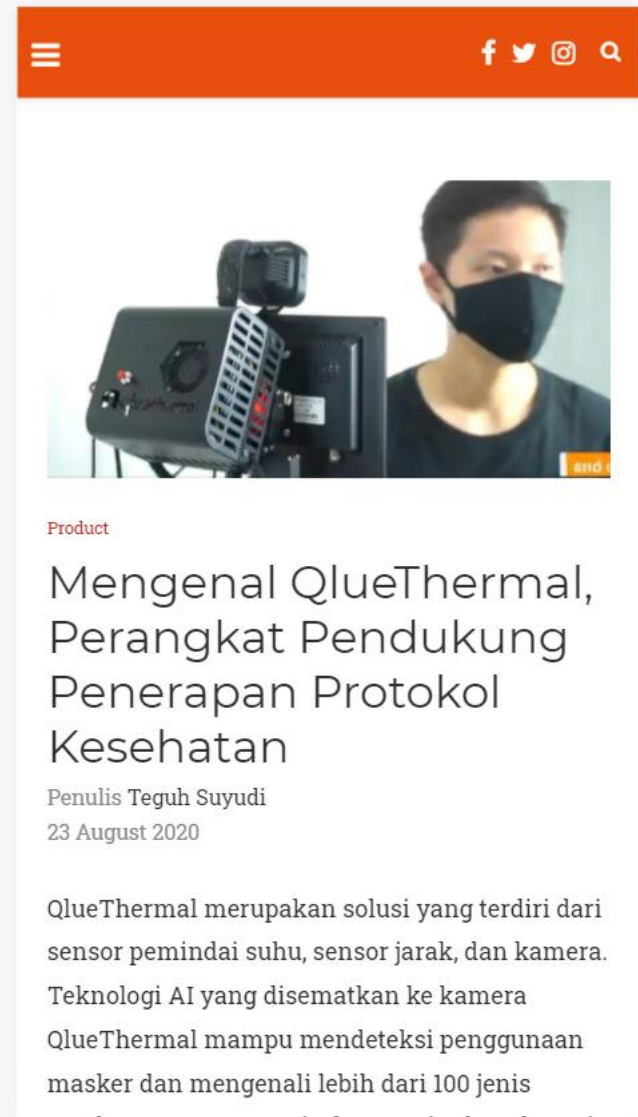 and
Product
Mengenal QlueThermal,
Perangkat Pendukung
Penerapan Protokol
Kesehatan
Penulis Teguh Suyudi
23 August 2020
QlueThermal merupakan solusi yang terdiri dari
sensor pemindai suhu, sensor jarak, dan kamera.
Teknologi AI yang disematkan ke kamera
QlueThermal mampu mendeteksi penggunaan
masker dan mengenali lebih dari 100 jenis